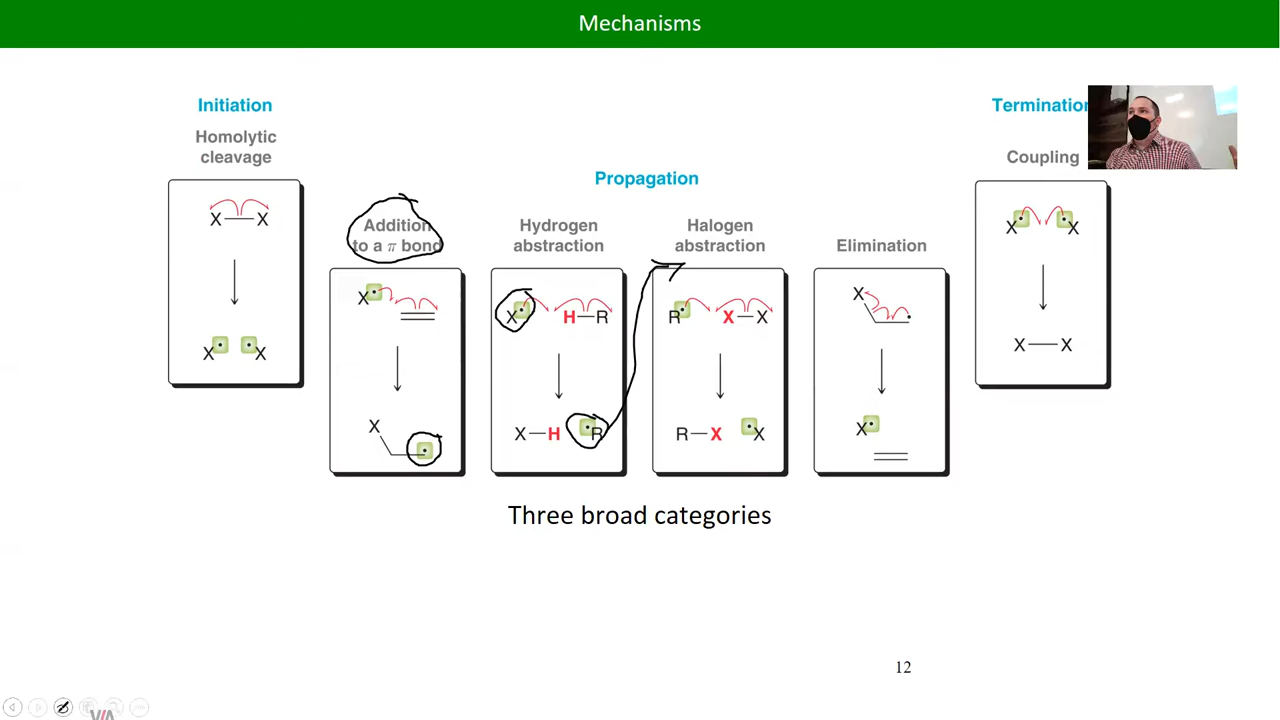 Mechanisms
Initiation
Homolytic
cleavage
X X
X X
Propagation
Addition
to a π bond
X
X
Hydrogen
abstraction
X H R
X H R
Halogen
abstraction
R X X
R X X
Elimination
X
X
Termination
Coupling
X X
X X
Three broad categories
12
VIA